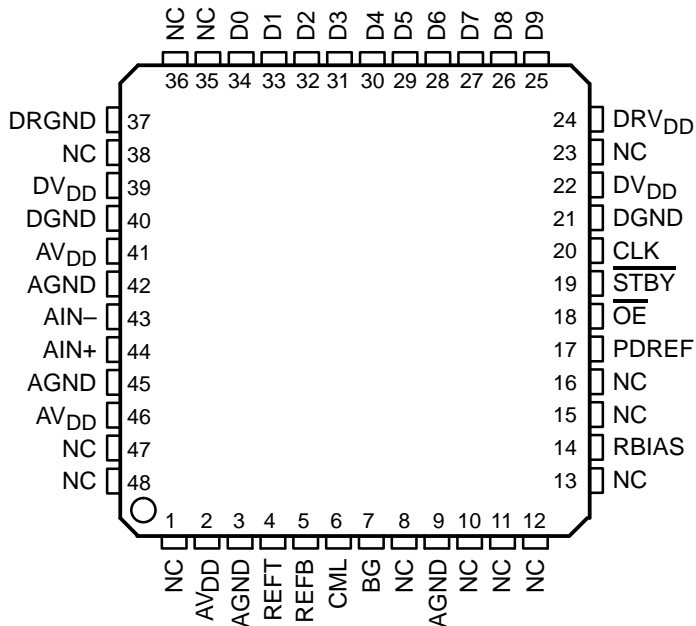 NC NC D0 D1 D2 D3 D4 D5 D6 D7 D8 D9
36 35 34 33 32 31 30 29 28 27 26 25
DRGND 37 24 DRVDD
NC 38 23 NC
DVDD 39 22 DVDD
DGND 40 21 DGND
AVDD 41 20 CLK
AGND 42 19 STBY
AIN– 43 18 OE
AIN+ 44 17 PDREF
AGND 45 16 NC
AVDD 46 15 NC
NC 47 14 RBIAS
NC 48 13 NC
1 2 3 4 5 6 7 8 9 10 11 12
NC AVDD AGND REFT REFB CML BG NC AGND NC NC NC